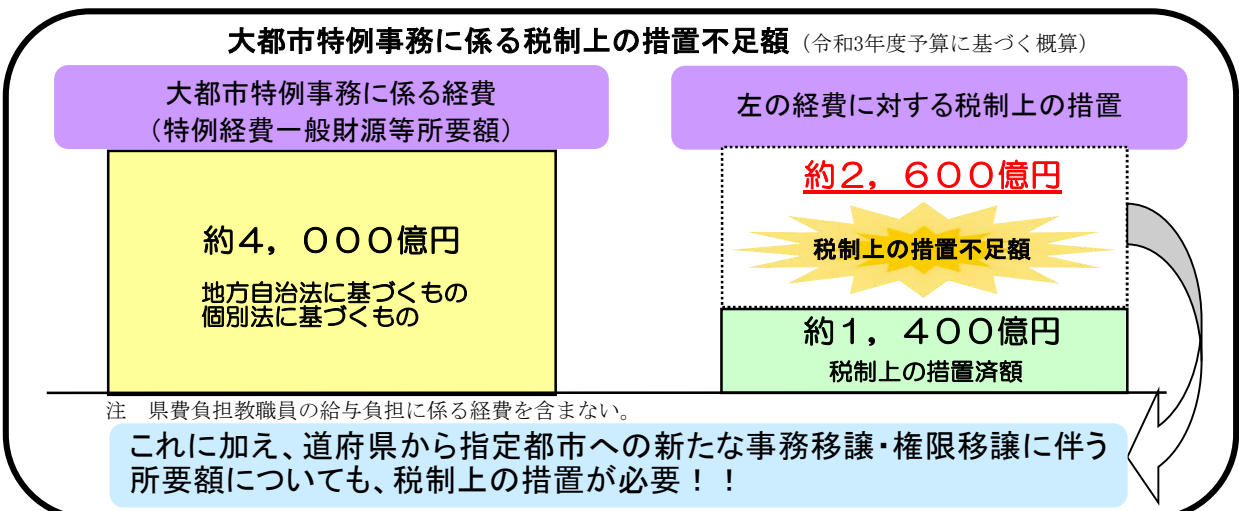 大都市特例事務に係る税制上の措置不足額（令和3年度予算に基づく概算）
大都市特例事務に係る経費
（特例経費一般財源等所要額）
約４，０００億円
地方自治法に基づくもの
個別法に基づくもの
左の経費に対する税制上の措置
約２，６００億円
税制上の措置不足額
約１，４００億円
税制上の措置済額
注　県費負担教職員の給与負担に係る経費を含まない。
これに加え、道府県から指定都市への新たな事務移譲・権限移譲に伴う
所要額についても、税制上の措置が必要！！